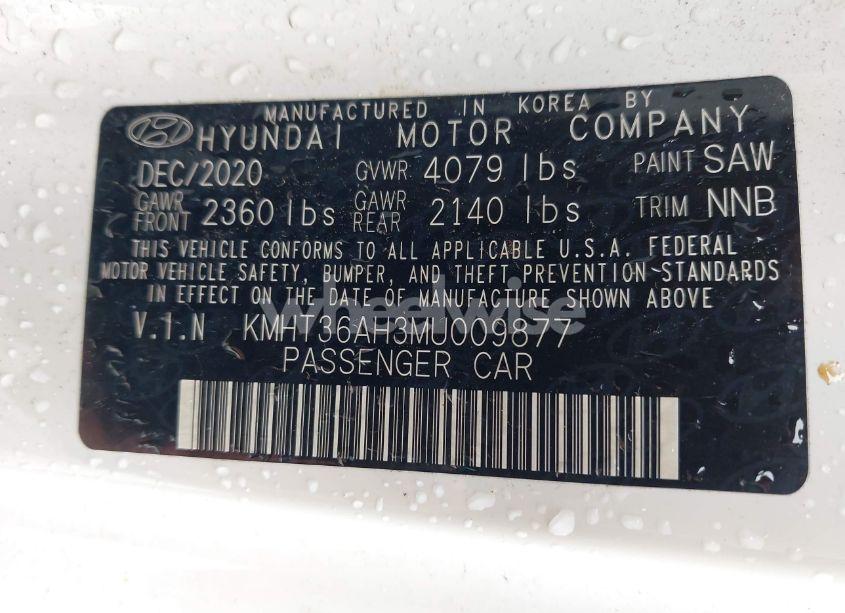 MANUFACTURED IN KOREA BY
HYUNDAI MOTOR COMPANY
DEC/2020 GVWR 4079 lbs PAINT SAW
GAWR FRONT 2360 lbs GAWR REAR 2140 lbs TRIM NNB
THIS VEHICLE CONFORMS TO ALL APPLICABLE U.S.A. FEDERAL
MOTOR VEHICLE SAFETY, BUMPER, AND THEFT PREVENTION STANDARDS
IN EFFECT ON THE DATE OF MANUFACTURE SHOWN ABOVE
wheelwise
V.I.N KMHT36AH3MU009877
PASSENGER CAR